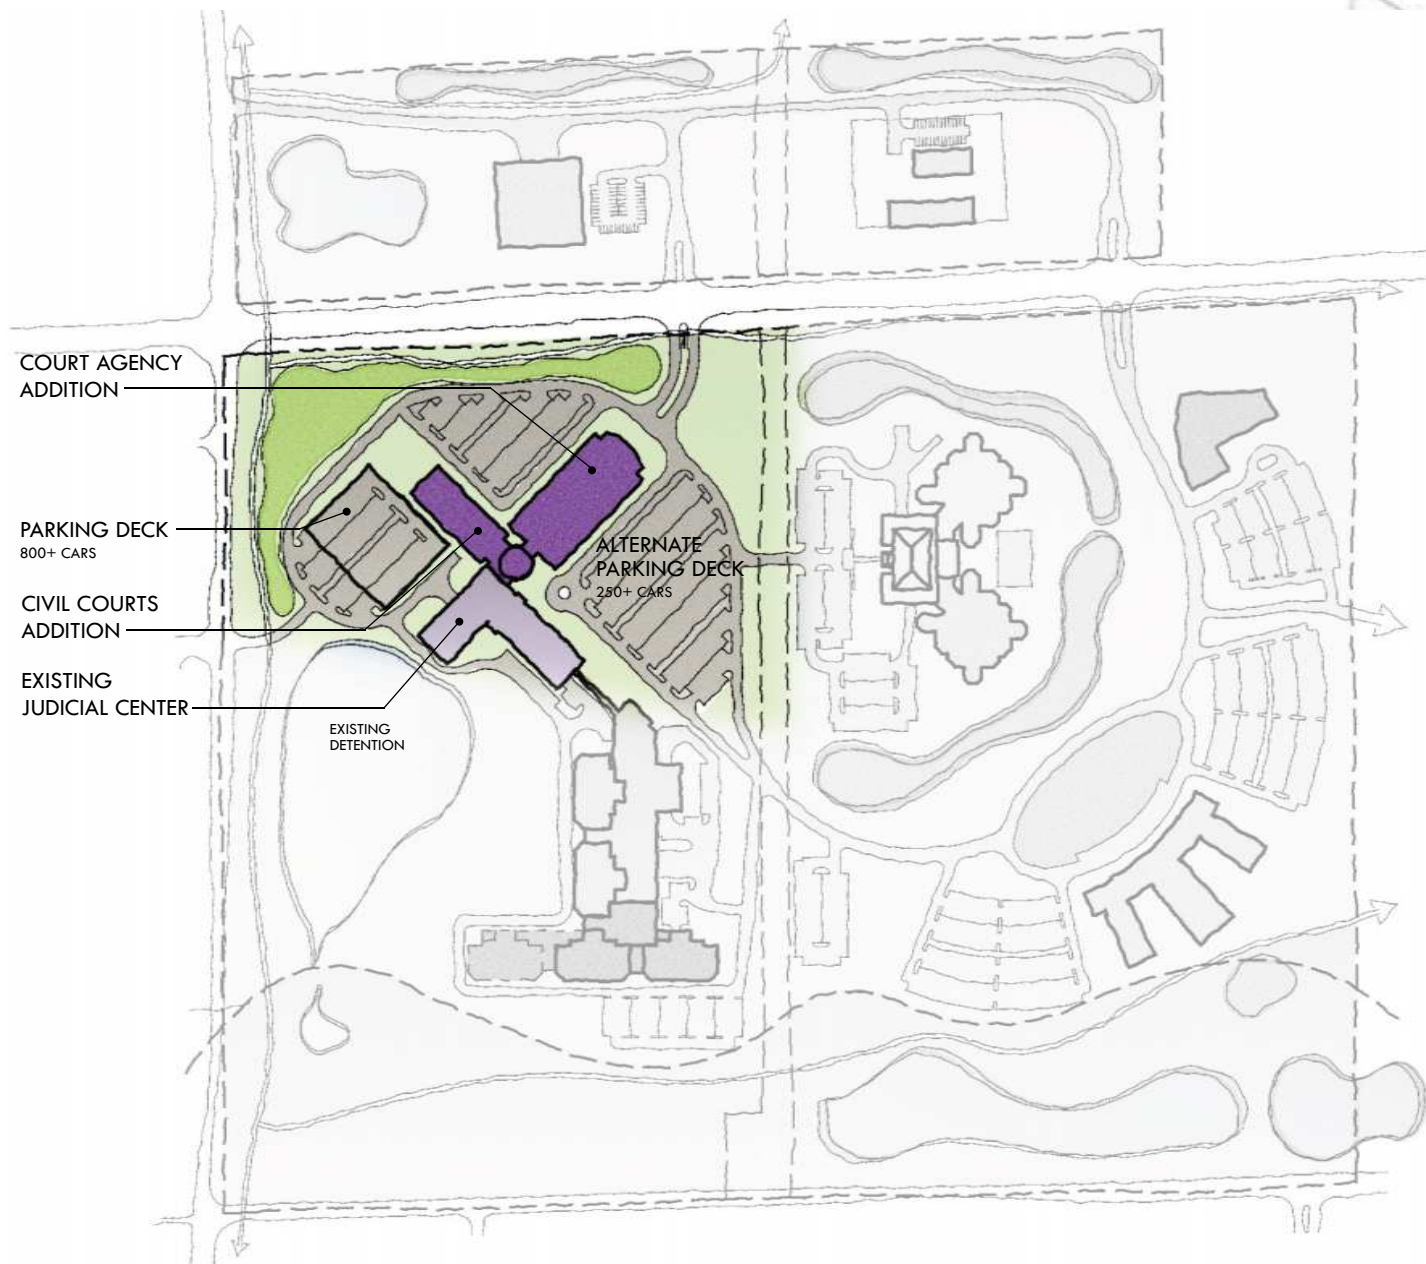 COURT AGENCY
ADDITION
PARKING DECK
800+ CARS
ALTERNATE
PARKING DECK
250+ CARS
CIVIL COURTS
ADDITION
EXISTING
JUDICIAL CENTER
EXISTING
DETENTION